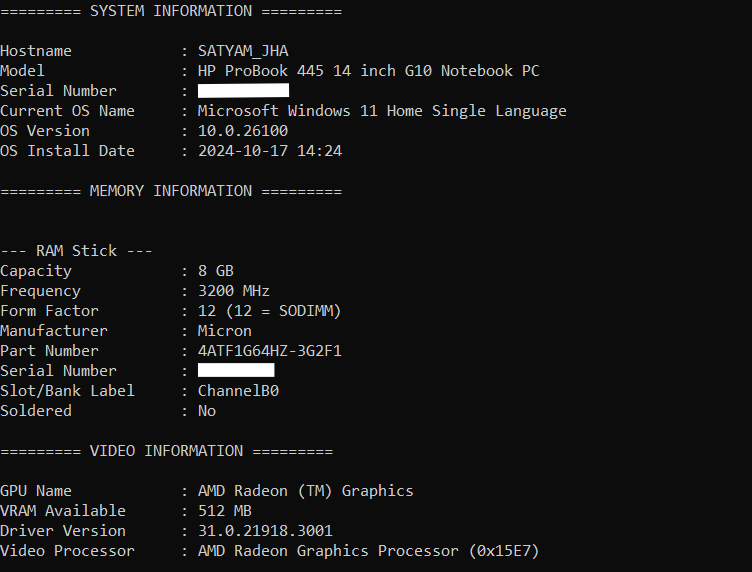 ========= SYSTEM INFORMATION =========
Hostname : SATYAM_JHA
Model : HP ProBook 445 14 inch G10 Notebook PC
Serial Number :
Current OS Name : Microsoft Windows 11 Home Single Language
OS Version : 10.0.26100
OS Install Date : 2024-10-17 14:24
========= MEMORY INFORMATION =========
--- RAM Stick ---
Capacity : 8 GB
Frequency : 3200 MHz
Form Factor : 12 (12 = SODIMM)
Manufacturer : Micron
Part Number : 4ATF1G64HZ-3G2F1
Serial Number :
Slot/Bank Label : ChannelB0
Soldered : No
========= VIDEO INFORMATION =========
GPU Name : AMD Radeon (TM) Graphics
VRAM Available : 512 MB
Driver Version : 31.0.21918.3001
Video Processor : AMD Radeon Graphics Processor (0x15E7)